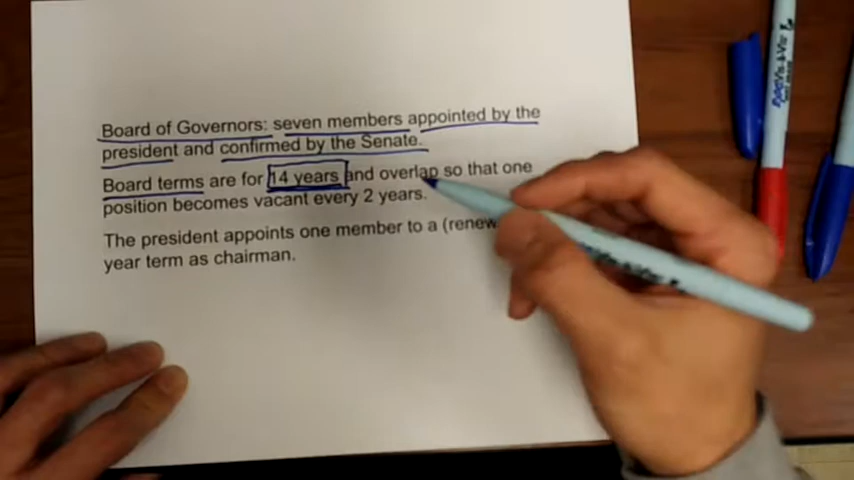 Board of Governors: seven members appointed by the
president and confirmed by the Senate.
Board terms are for 14 years and overlap so that one
position becomes vacant every 2 years.
The president appoints one member to a (renew
year term as chairman.